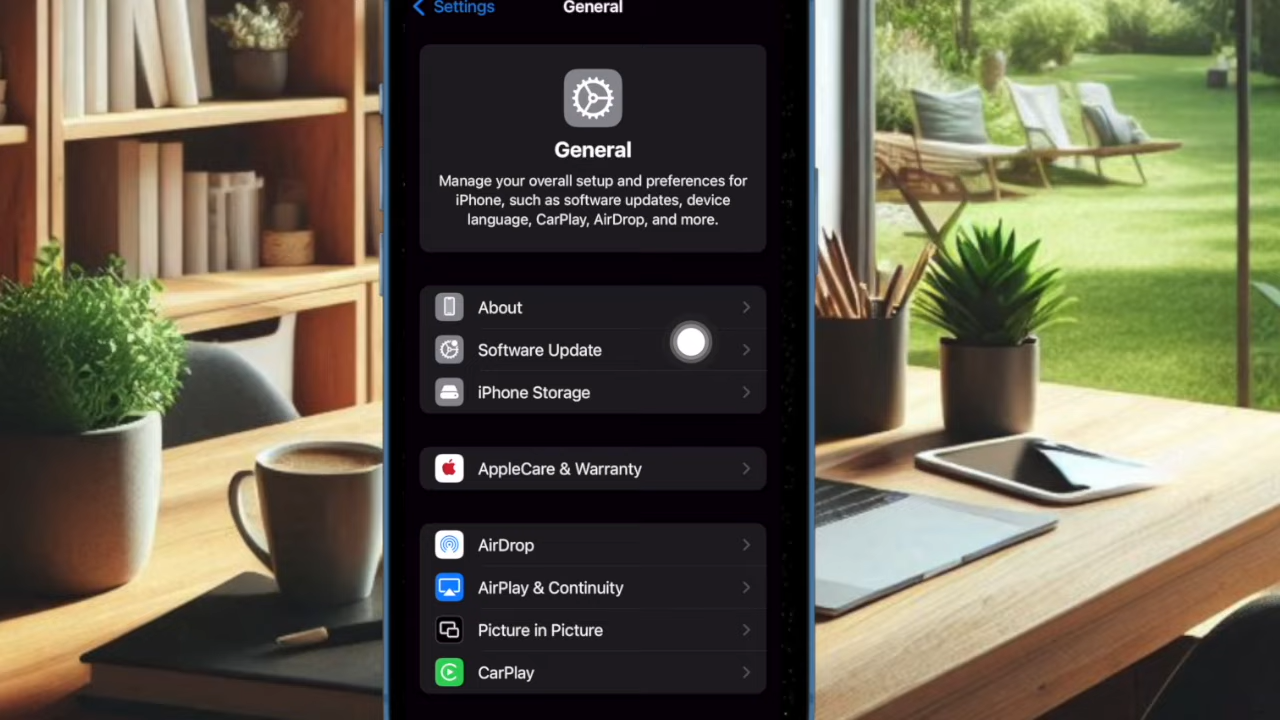 Settings
General
General
Manage your overall setup and preferences for
iPhone, such as software updates, device
language, CarPlay, AirDrop, and more.
About
Software Update
iPhone Storage
AppleCare & Warranty
AirDrop
AirPlay & Continuity
Picture in Picture
CarPlay